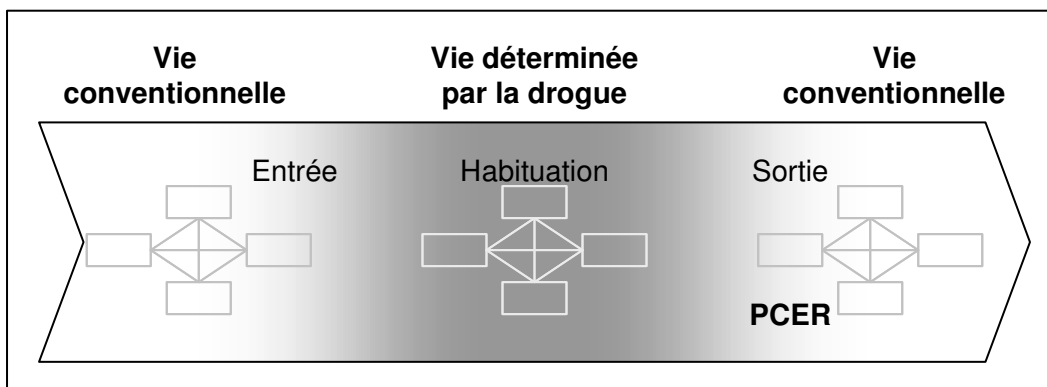 Vie
conventionnelle
Vie déterminée
par la drogue
Vie
conventionnelle
Entrée
Habituation
Sortie
PCER